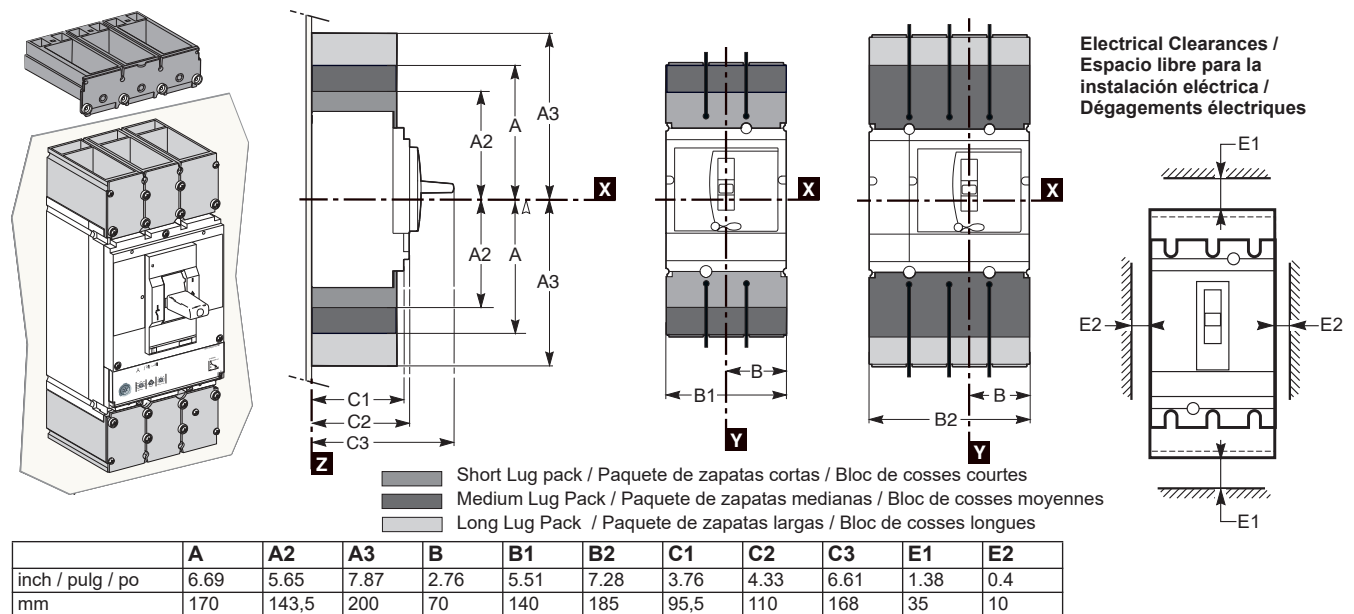 Electrical Clearances /
Espacio libre para la
instalación eléctrica /
Dégagements électriques
A2
A
A3
X
A2
A
A3
C1
C2
C3
Z
X
B
B1
Y
X
B
B2
Y
E1
E2
E2
E1
Short Lug pack / Paquete de zapatas cortas / Bloc de cosses courtes
Medium Lug Pack / Paquete de zapatas medianas / Bloc de cosses moyennes
Long Lug Pack / Paquete de zapatas largas / Bloc de cosses longues
A A2 A3 B B1 B2 C1 C2 C3 E1 E2
inch / pulg / po 6.69 5.65 7.87 2.76 5.51 7.28 3.76 4.33 6.61 1.38 0.4
mm 170 143,5 200 70 140 185 95,5 110 168 35 10